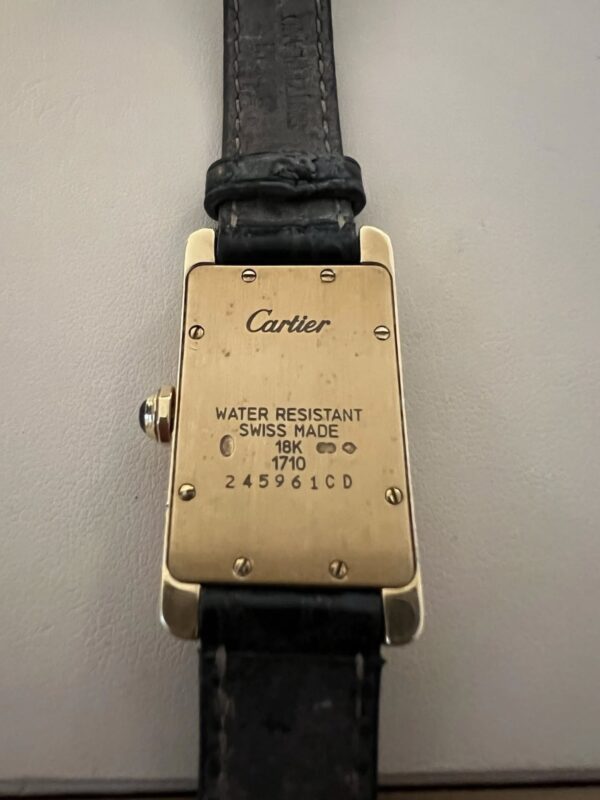 Cartier
WATER RESISTANT
SWISS MADE
18K
1710
245961CD